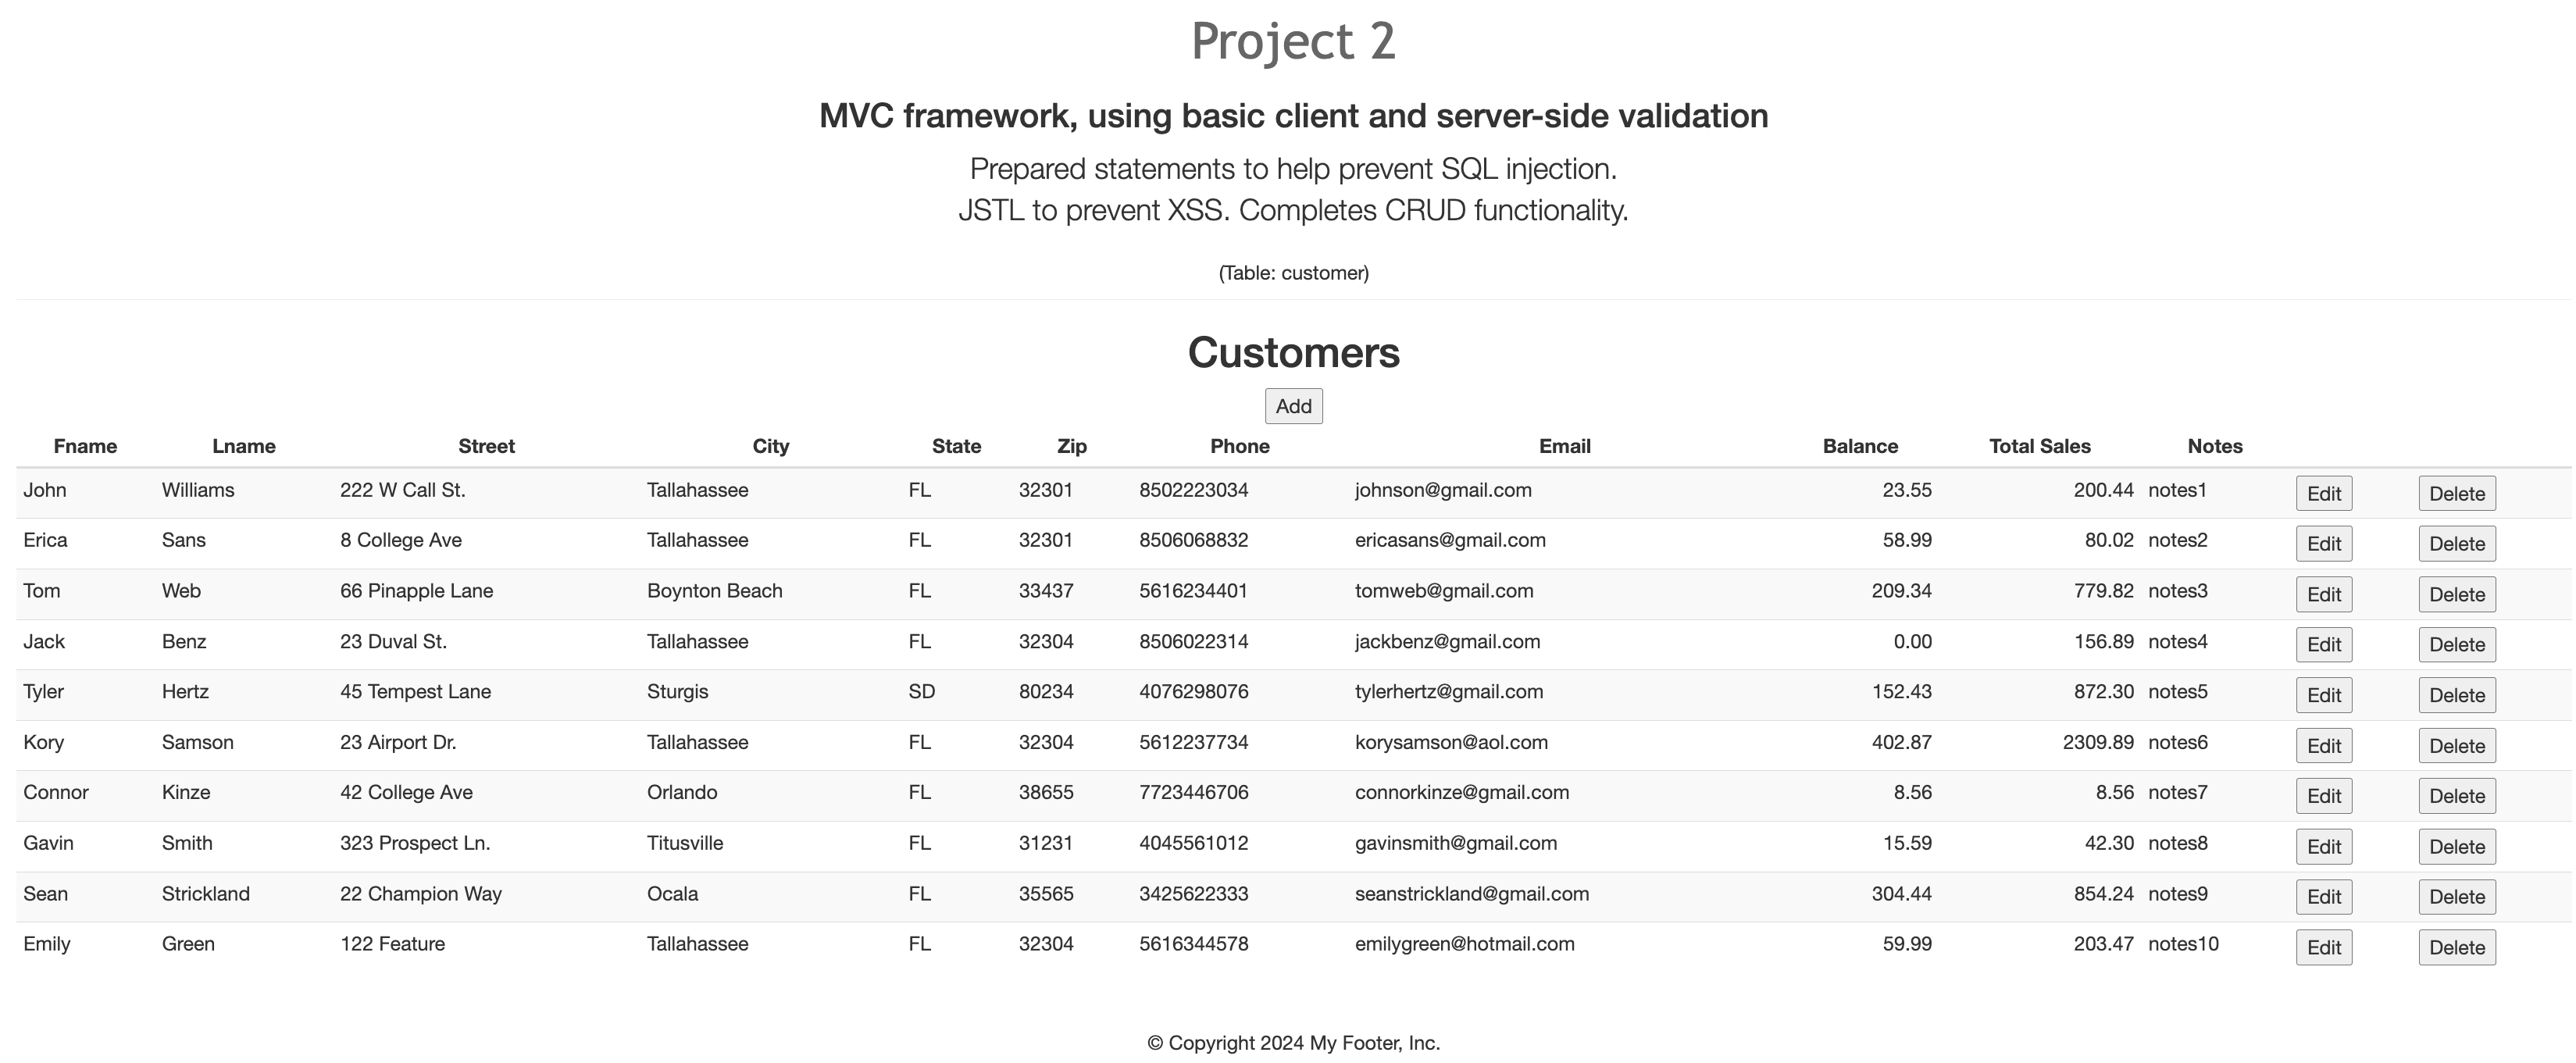 Project 2
MVC framework, using basic client and server-side validation
Prepared statements to help prevent SQL injection.
JSTL to prevent XSS. Completes CRUD functionality.
(Table: customer)
Customers
Add
Fname Lname Street City State Zip Phone Email Balance Total Sales Notes
John Williams 222 W Call St. Tallahassee FL 32301 8502223034 johnson@gmail.com 23.55 200.44 notes1 Edit Delete
Erica Sans 8 College Ave Tallahassee FL 32301 8506068832 ericasans@gmail.com 58.99 80.02 notes2 Edit Delete
Tom Web 66 Pinapple Lane Boynton Beach FL 33437 5616234401 tomweb@gmail.com 209.34 779.82 notes3 Edit Delete
Jack Benz 23 Duval St. Tallahassee FL 32304 8506022314 jackbenz@gmail.com 0.00 156.89 notes4 Edit Delete
Tyler Hertz 45 Tempest Lane Sturgis SD 80234 4076298076 tylerhertz@gmail.com 152.43 872.30 notes5 Edit Delete
Kory Samson 23 Airport Dr. Tallahassee FL 32304 5612237734 korysamson@aol.com 402.87 2309.89 notes6 Edit Delete
Connor Kinze 42 College Ave Orlando FL 38655 7723446706 connorkinze@gmail.com 8.56 8.56 notes7 Edit Delete
Gavin Smith 323 Prospect Ln. Titusville FL 31231 4045561012 gavinsmith@gmail.com 15.59 42.30 notes8 Edit Delete
Sean Strickland 22 Champion Way Ocala FL 35565 3425622333 seanstrickland@gmail.com 304.44 854.24 notes9 Edit Delete
Emily Green 122 Feature Tallahassee FL 32304 5616344578 emilygreen@hotmail.com 59.99 203.47 notes10 Edit Delete
© Copyright 2024 My Footer, Inc.